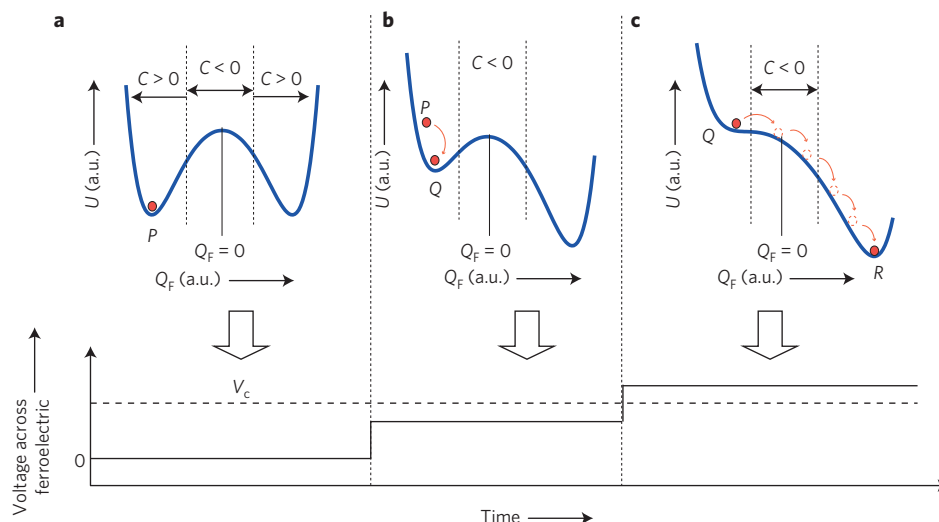 a
C > 0
C < 0
C > 0
U (a.u.)
P
Q_F = 0
Q_F (a.u.)
b
C < 0
U (a.u.)
P
Q
Q_F = 0
Q_F (a.u.)
c
C < 0
U (a.u.)
Q
Q_F = 0
Q_F (a.u.)
R
Voltage across
ferroelectric
V_c
0
Time